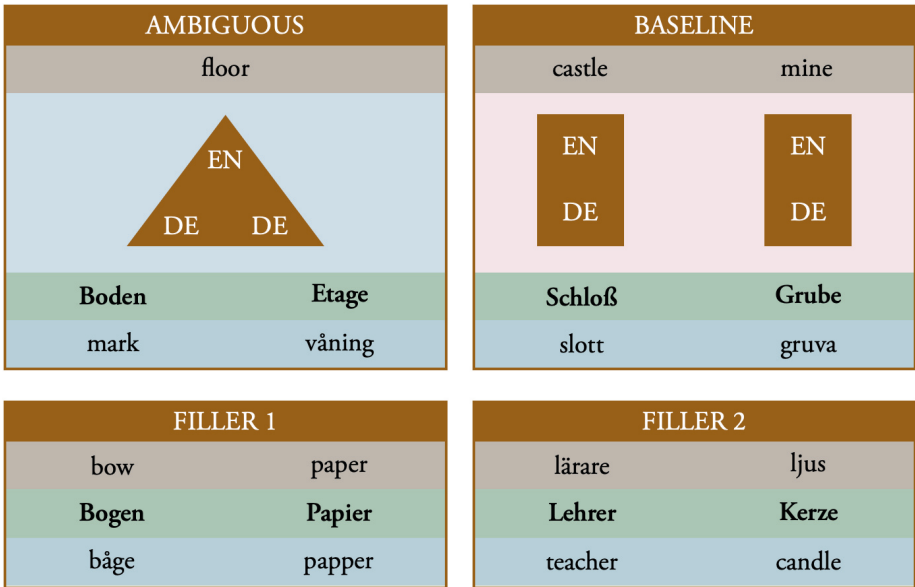 AMBIGUOUS
floor
EN
DE DE
Boden Etage
mark våning
BASELINE
castle mine
EN EN
DE DE
Schloß Grube
slott gruva
FILLER 1
bow paper
Bogen Papier
båge papper
FILLER 2
lärare ljus
Lehrer Kerze
teacher candle